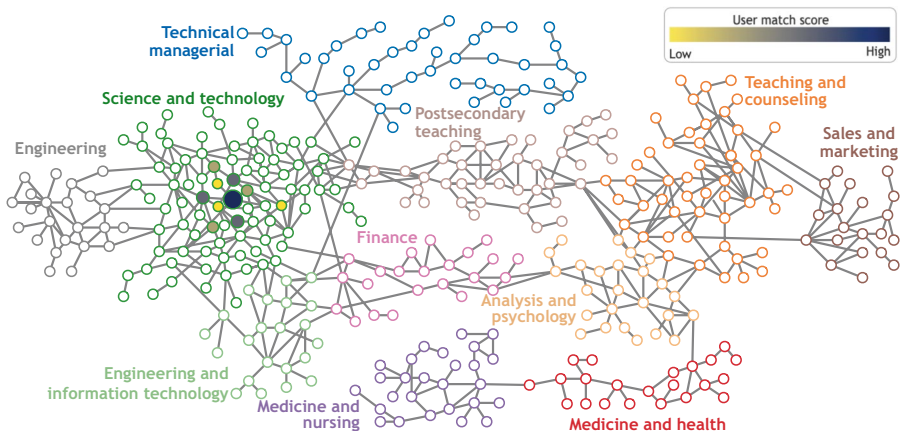 User match score
Low High
Technical
managerial
Science and technology
Engineering
Postsecondary
teaching
Teaching and
counseling
Sales and
marketing
Finance
Analysis and
psychology
Engineering and
information technology
Medicine and
nursing
Medicine and health